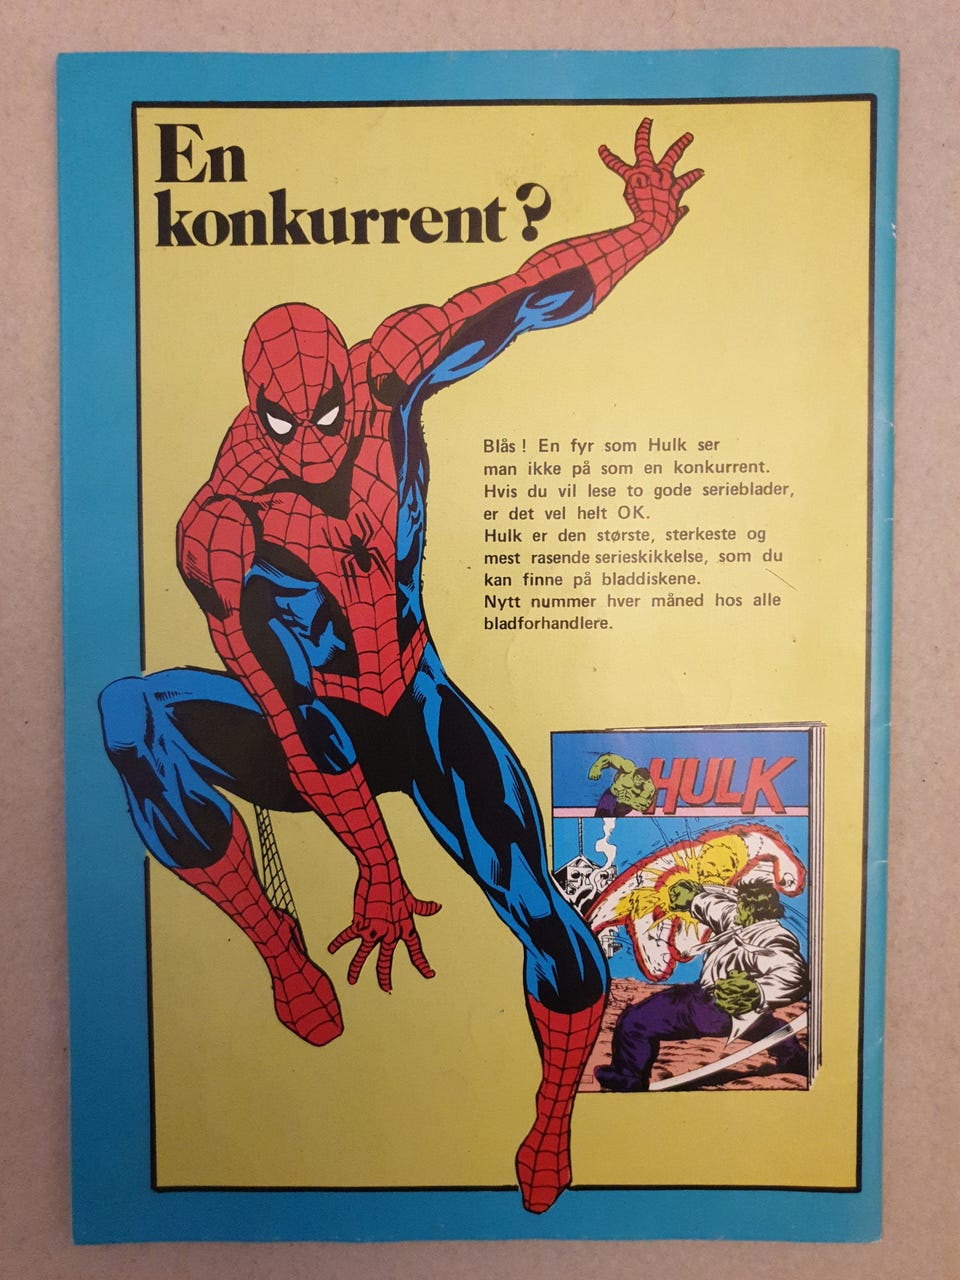 En
konkurrent?
Blås! En fyr som Hulk ser
man ikke på som en konkurrent.
Hvis du vil lese to gode serieblader,
er det vel helt OK.
Hulk er den største, sterkeste og
mest rasende serieskikkelse, som du
kan finne på bladdiskene.
Nytt nummer hver måned hos alle
bladforhandlere.
HULK